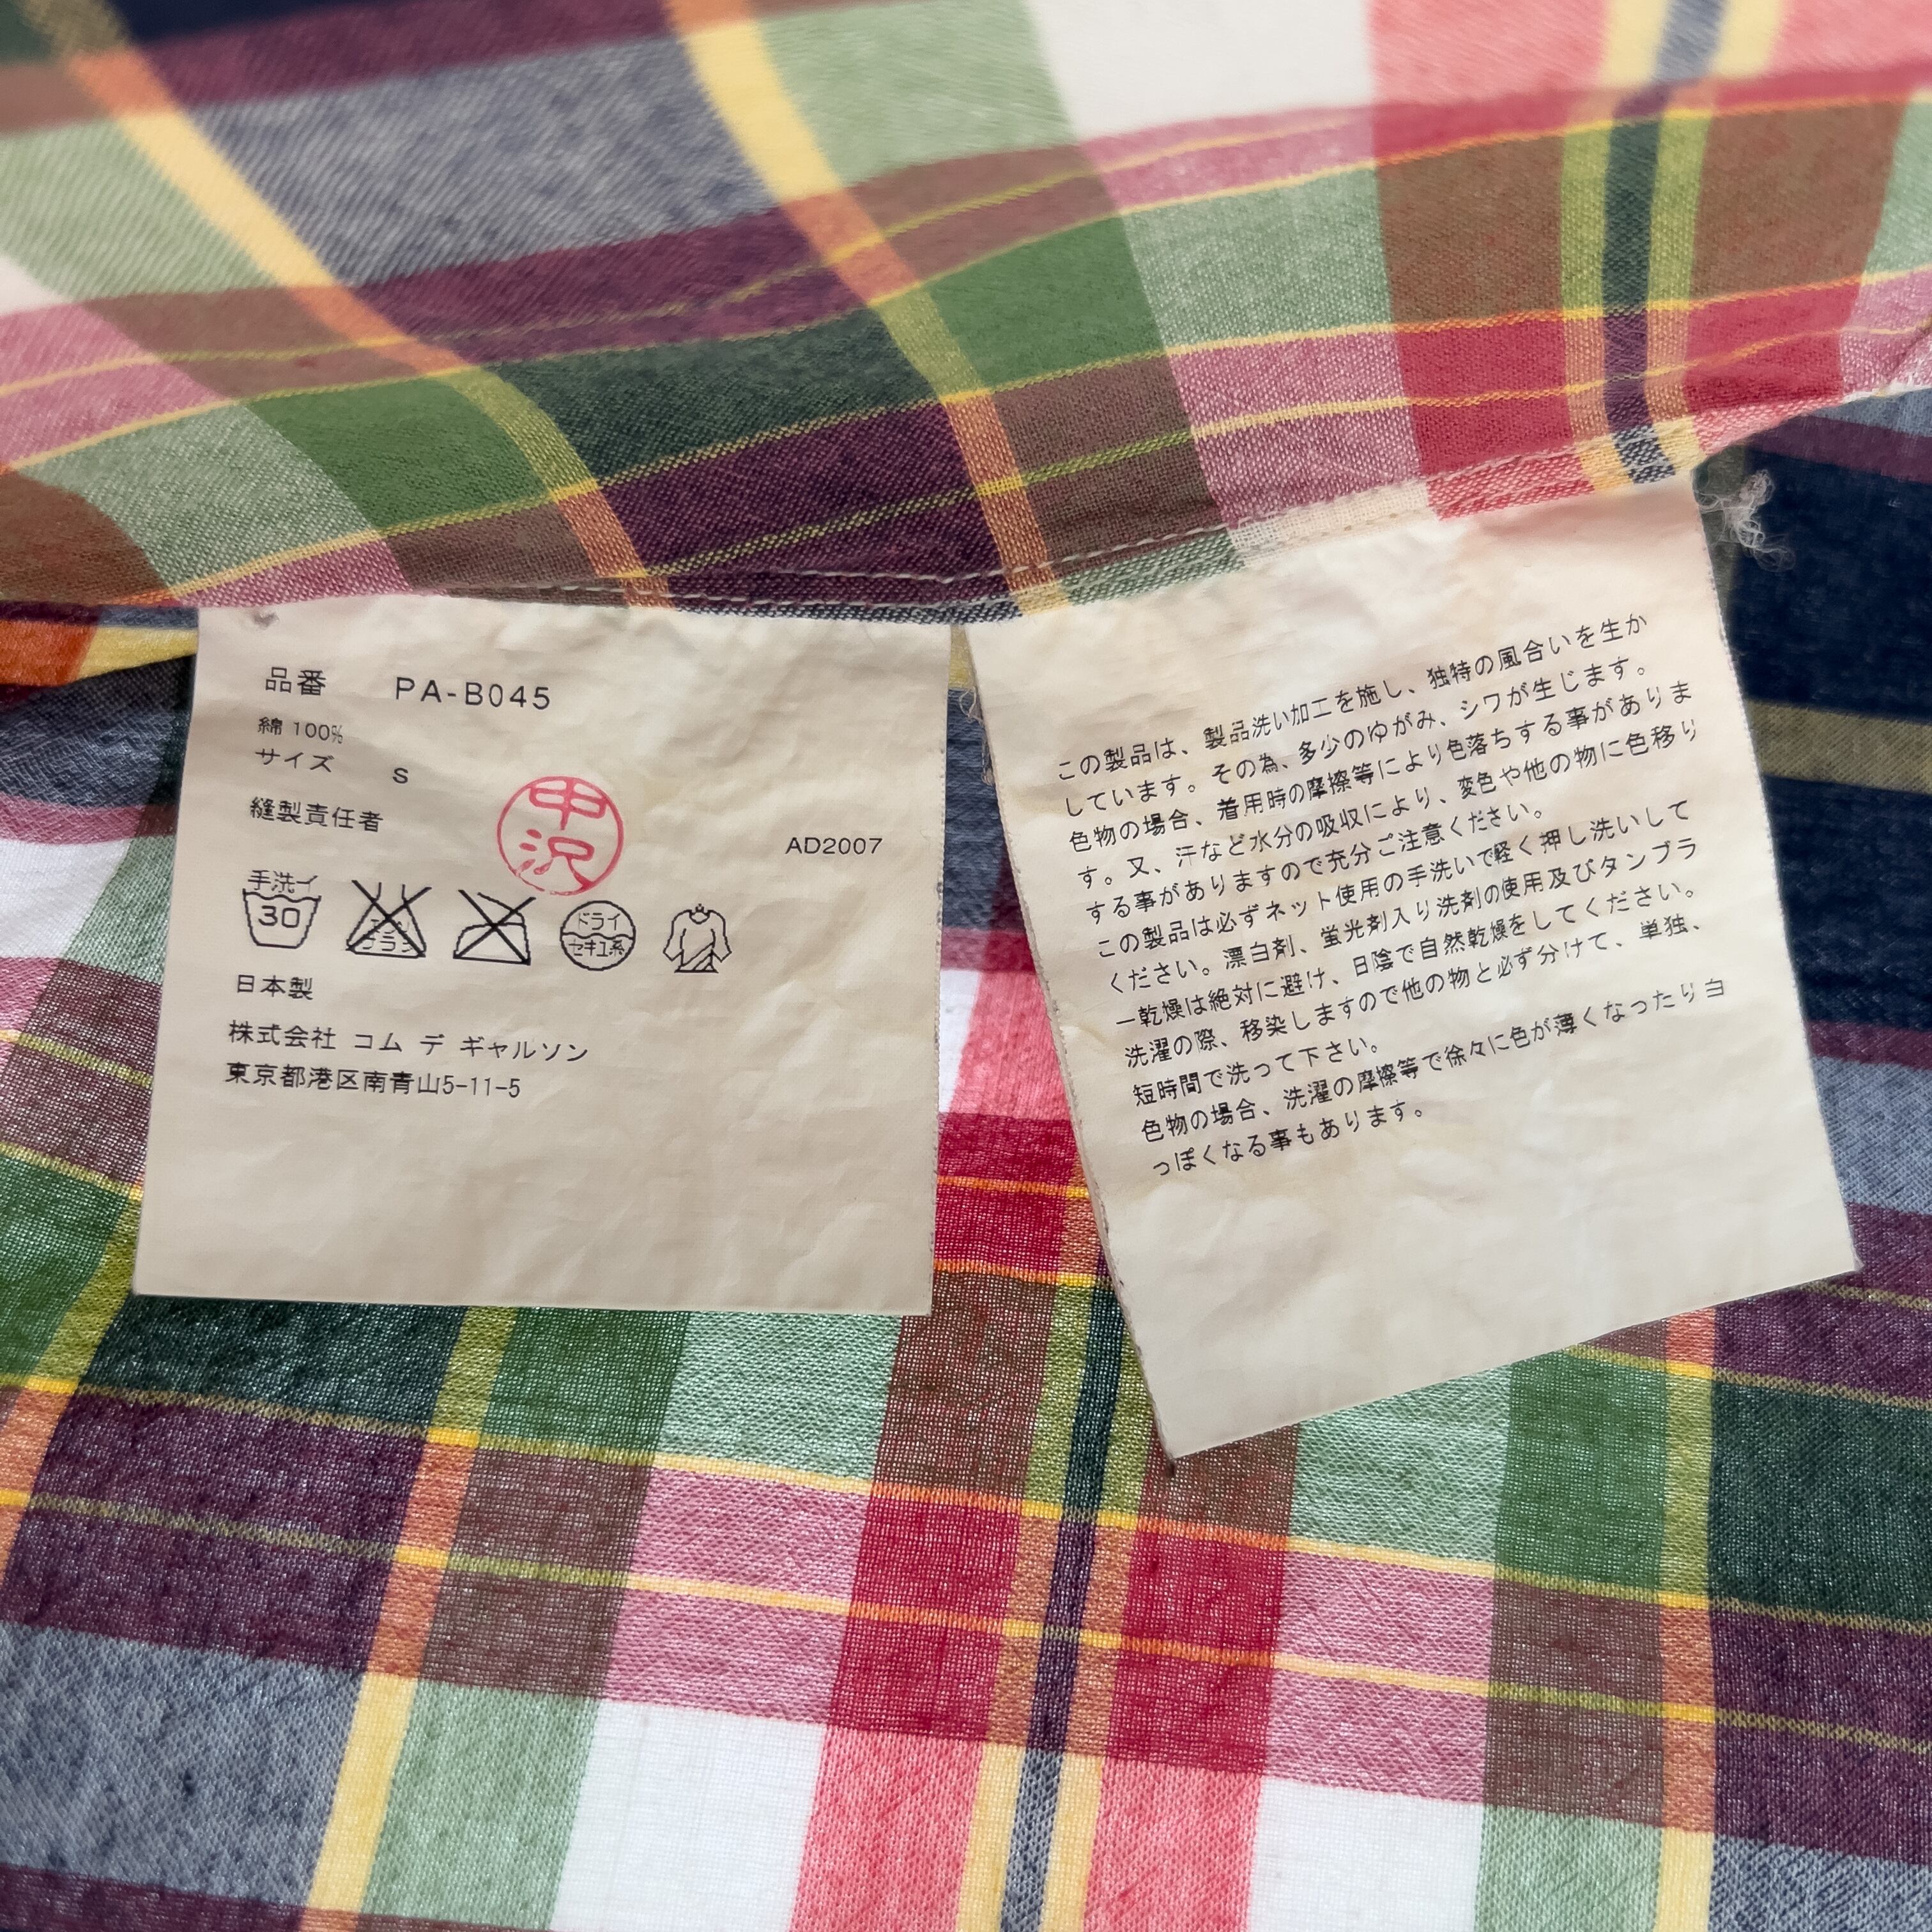 品番 PA-B045
綿 100%
サイズ S
縫製責任者
中沢
AD2007
手洗イ
30
エンソ
サラシ
ドライ
セキユ系
日本製
株式会社 コム デ ギャルソン
東京都港区南青山5-11-5
この製品は、製品洗い加工を施し、独特の風合いを生か
しています。その為、多少のゆがみ、シワが生じます。
色物の場合、着用時の摩擦等により色落ちする事がありま
す。又、汗など水分の吸収により、変色や他の物に色移り
する事がありますので充分ご注意ください。
この製品は必ずネット使用の手洗いで軽く押し洗いして
ください。漂白剤、蛍光剤入り洗剤の使用及びタンブラ
ー乾燥は絶対に避け、日陰で自然乾燥をしてください。
洗濯の際、移染しますので他の物と必ず分けて、単独、
短時間で洗って下さい。
色物の場合、洗濯の摩擦等で徐々に色が薄くなったり白
っぽくなる事もあります。